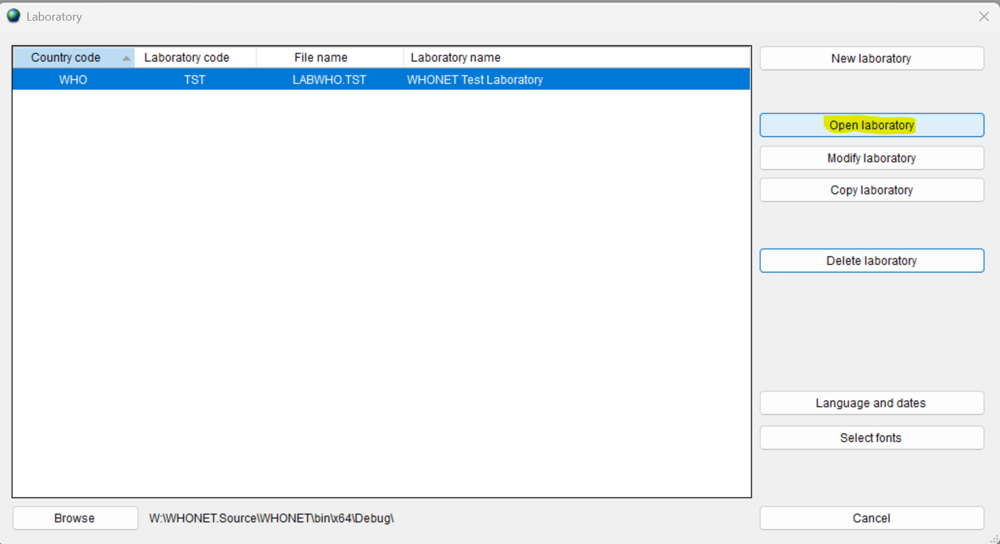 Laboratory
Country code Laboratory code File name Laboratory name
WHO TST LABWHO.TST WHONET Test Laboratory
New laboratory
Open laboratory
Modify laboratory
Copy laboratory
Delete laboratory
Language and dates
Select fonts
Browse W:\WHONET.Source\WHONET\bin\x64\Debug\
Cancel